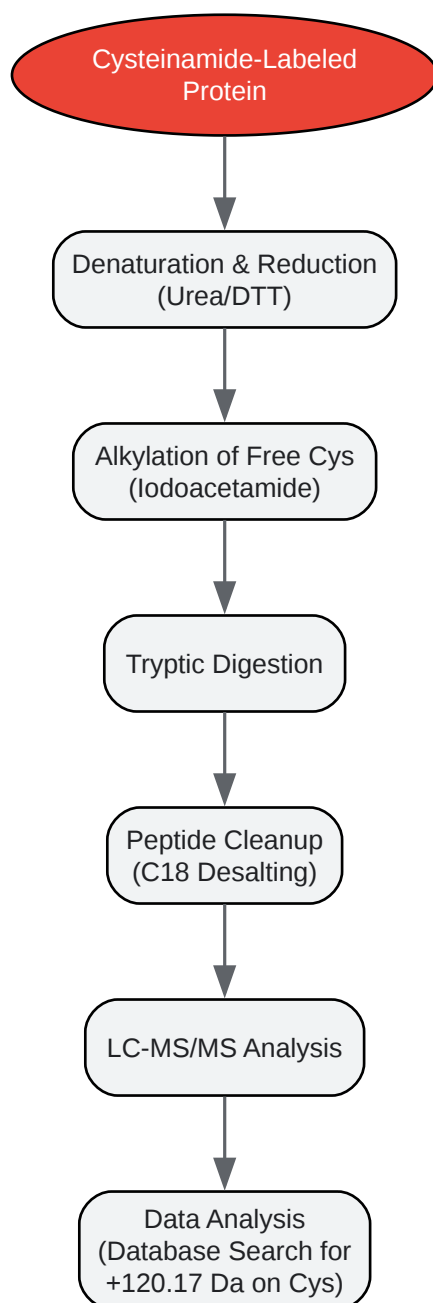 Cysteinamide-Labeled
Protein
Denaturation & Reduction
(Urea/DTT)
Alkylation of Free Cys
(Iodoacetamide)
Tryptic Digestion
Peptide Cleanup
(C18 Desalting)
LC-MS/MS Analysis
Data Analysis
(Database Search for
+120.17 Da on Cys)